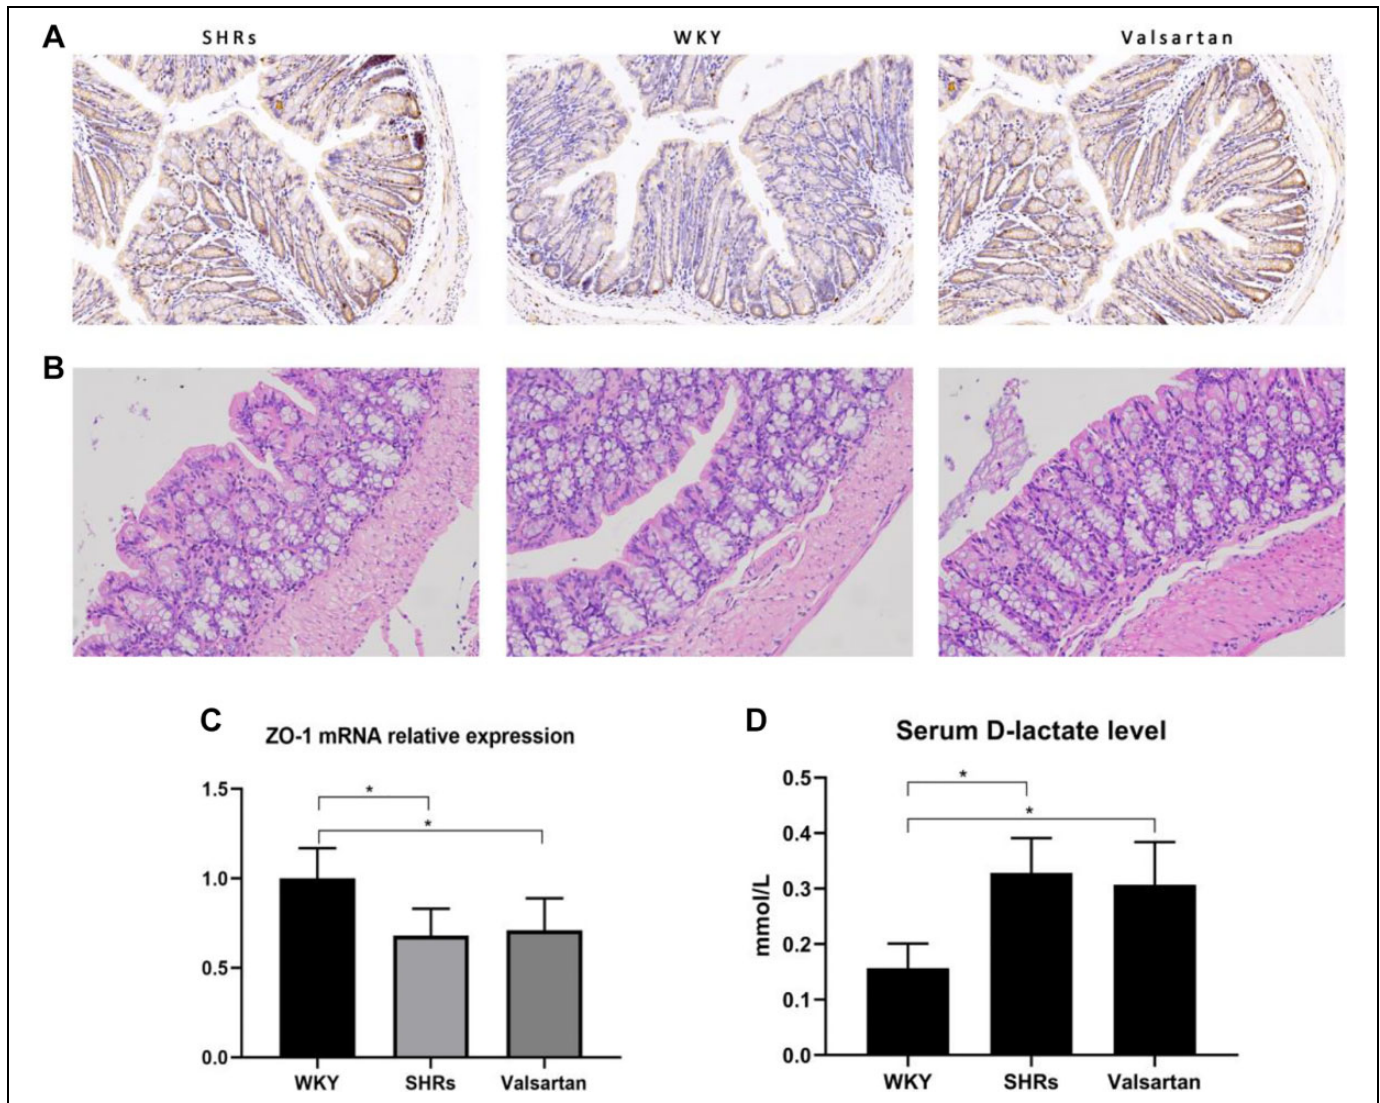 A
SHRs WKY Valsartan
B
C
ZO-1 mRNA relative expression
1.5
1.0
0.5
0.0
*
*
WKY SHRs Valsartan
D
Serum D-lactate level
mmol/L
0.5
0.4
0.3
0.2
0.1
0.0
*
*
WKY SHRs Valsartan